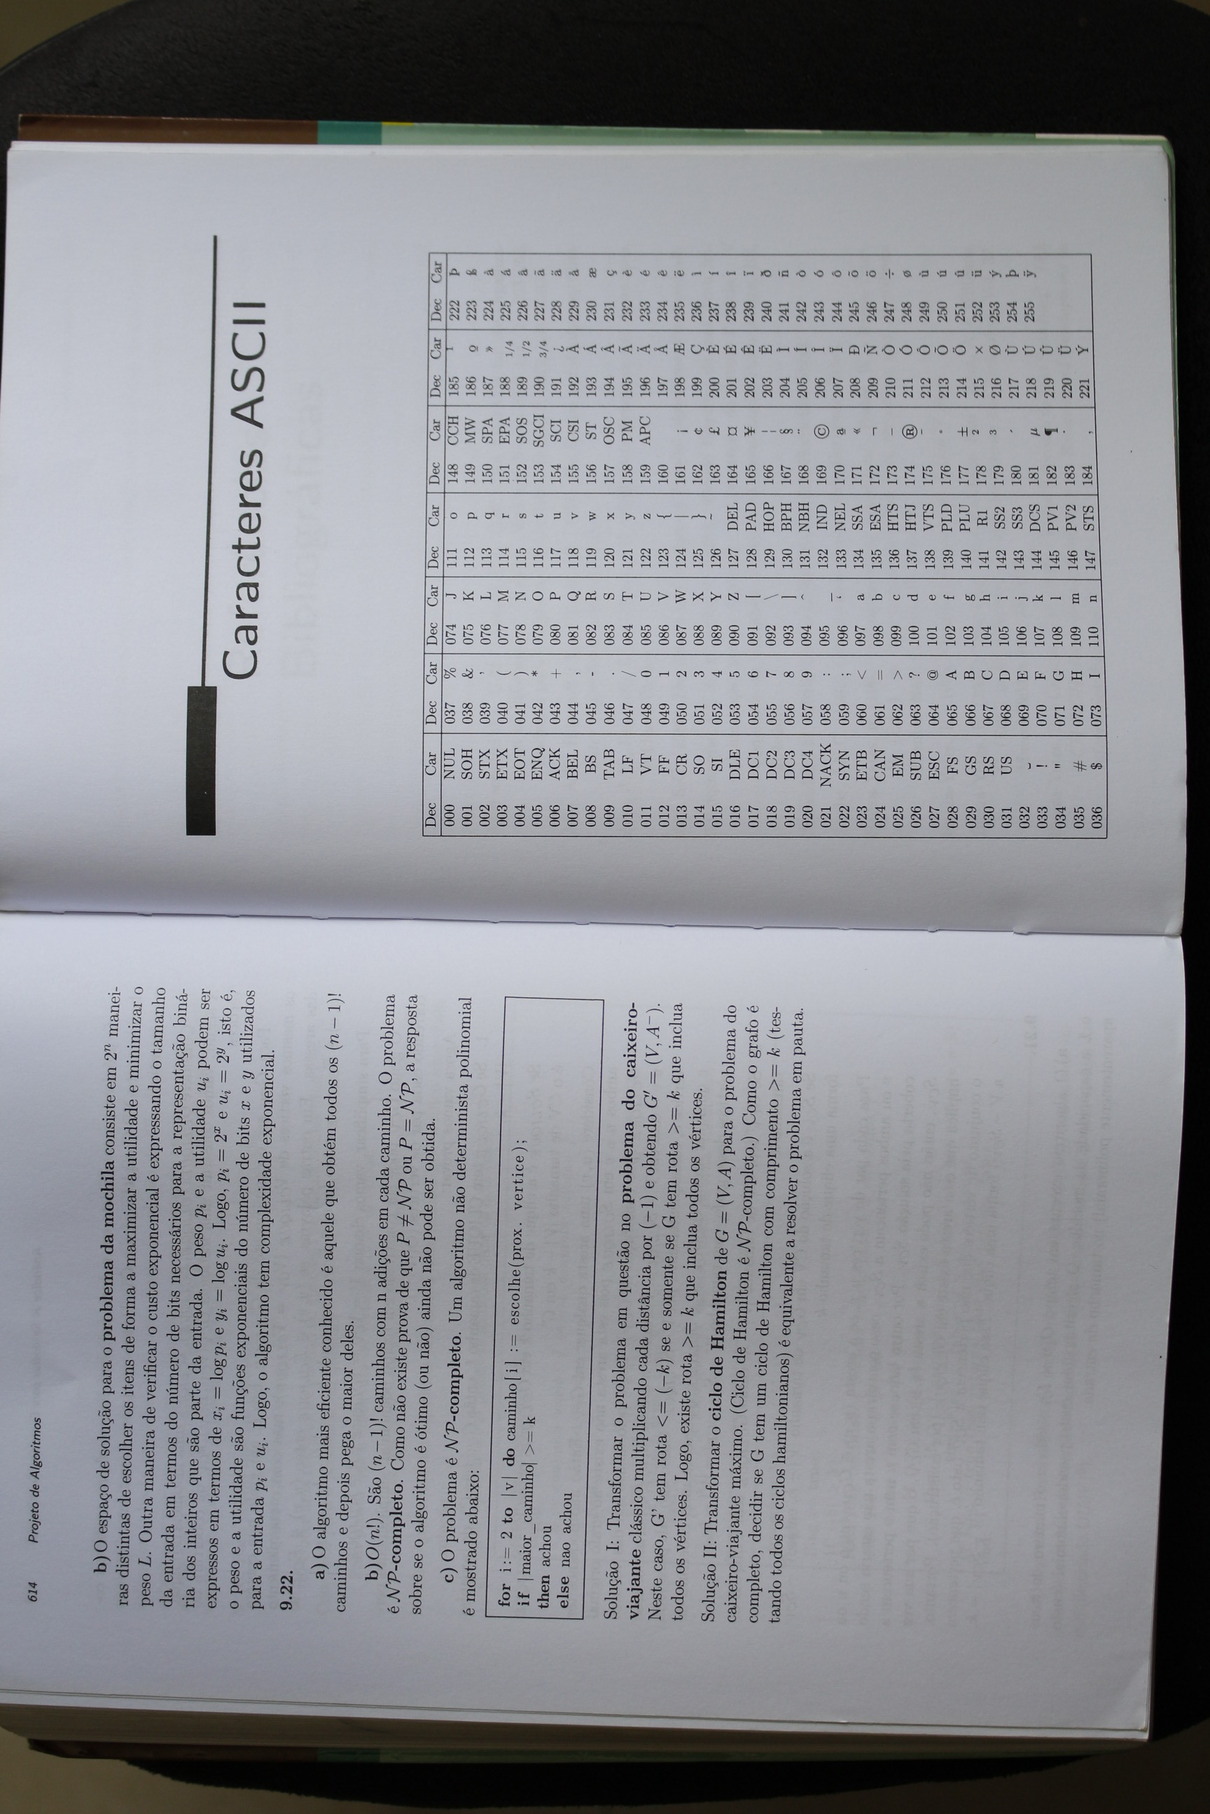 614 Projeto de Algoritmos
b) O espaço de solução para o problema da mochila consiste em 2ⁿ manei-
ras distintas de escolher os itens de forma a maximizar a utilidade e minimizar o
peso L. Outra maneira de verificar o custo exponencial é expressando o tamanho
da entrada em termos do número de bits necessários para a representação biná-
ria dos inteiros que são parte da entrada. O peso pᵢ e a utilidade uᵢ podem ser
expressos em termos de xᵢ = log pᵢ e yᵢ = log uᵢ. Logo, pᵢ = 2ˣ e uᵢ = 2ʸ, isto é,
o peso e a utilidade são funções exponenciais do número de bits x e y utilizados
para a entrada pᵢ e uᵢ. Logo, o algoritmo tem complexidade exponencial.
9.22.
a) O algoritmo mais eficiente conhecido é aquele que obtém todos os (n − 1)!
caminhos e depois pega o maior deles.
b) O(n!). São (n−1)! caminhos com n adições em cada caminho. O problema
é NP-completo. Como não existe prova de que P ≠ NP ou P = NP, a resposta
sobre se o algoritmo é ótimo (ou não) ainda não pode ser obtida.
c) O problema é NP-completo. Um algoritmo não determinista polinomial
é mostrado abaixo:
for i:= 2 to |v| do caminho[i] := escolhe(prox. vertice);
if |maior_caminho| >= k
then achou
else nao achou
Solução I: Transformar o problema em questão no problema do caixeiro-
viajante clássico multiplicando cada distância por (−1) e obtendo G′ = (V, A⁻).
Neste caso, G' tem rota <= (−k) se e somente se G tem rota >= k que inclua
todos os vértices. Logo, existe rota >= k que inclua todos os vértices.
Solução II: Transformar o ciclo de Hamilton de G = (V, A) para o problema do
caixeiro-viajante máximo. (Ciclo de Hamilton é NP-completo.) Como o grafo é
completo, decidir se G tem um ciclo de Hamilton com comprimento >= k (tes-
tando todos os ciclos hamiltonianos) é equivalente a resolver o problema em pauta.
Caracteres ASCII
Dec Car Dec Car Dec Car Dec Car Dec Car Dec Car Dec Car
000 NUL 037 % 074 J 111 o 148 CCH 185 ¹ 222 Þ
001 SOH 038 & 075 K 112 p 149 MW 186 º 223 ß
002 STX 039 ' 076 L 113 q 150 SPA 187 » 224 à
003 ETX 040 ( 077 M 114 r 151 EPA 188 1/4 225 á
004 EOT 041 ) 078 N 115 s 152 SOS 189 1/2 226 â
005 ENQ 042 * 079 O 116 t 153 SGCI 190 3/4 227 ã
006 ACK 043 + 080 P 117 u 154 SCI 191 ¿ 228 ä
007 BEL 044 , 081 Q 118 v 155 CSI 192 À 229 å
008 BS 045 - 082 R 119 w 156 ST 193 Á 230 æ
009 TAB 046 . 083 S 120 x 157 OSC 194 Â 231 ç
010 LF 047 / 084 T 121 y 158 PM 195 Ã 232 è
011 VT 048 0 085 U 122 z 159 APC 196 Ä 233 é
012 FF 049 1 086 V 123 { 160 197 Å 234 ê
013 CR 050 2 087 W 124 | 161 ¡ 198 Æ 235 ë
014 SO 051 3 088 X 125 } 162 ¢ 199 Ç 236 ì
015 SI 052 4 089 Y 126 ~ 163 £ 200 È 237 í
016 DLE 053 5 090 Z 127 DEL 164 ¤ 201 É 238 î
017 DC1 054 6 091 [ 128 PAD 165 ¥ 202 Ê 239 ï
018 DC2 055 7 092 \ 129 HOP 166 ¦ 203 Ë 240 ð
019 DC3 056 8 093 ] 130 BPH 167 § 204 Ì 241 ñ
020 DC4 057 9 094 ^ 131 NBH 168 ¨ 205 Í 242 ò
021 NACK 058 : 095 _ 132 IND 169 © 206 Î 243 ó
022 SYN 059 ; 096 ‘ 133 NEL 170 ª 207 Ï 244 ô
023 ETB 060 < 097 a 134 SSA 171 « 208 Ð 245 õ
024 CAN 061 = 098 b 135 ESA 172 ¬ 209 Ñ 246 ö
025 EM 062 > 099 c 136 HTS 173 – 210 Ò 247 ÷
026 SUB 063 ? 100 d 137 HTJ 174 ® 211 Ó 248 ø
027 ESC 064 @ 101 e 138 VTS 175 ¯ 212 Ô 249 ù
028 FS 065 A 102 f 139 PLD 176 ° 213 Õ 250 ú
029 GS 066 B 103 g 140 PLU 177 ± 214 Ö 251 û
030 RS 067 C 104 h 141 R1 178 ² 215 × 252 ü
031 US 068 D 105 i 142 SS2 179 ³ 216 Ø 253 ý
032 ⌣ 069 E 106 j 143 SS3 180 ´ 217 Ù 254 þ
033 ! 070 F 107 k 144 DCS 181 µ 218 Ú 255 ÿ
034 " 071 G 108 l 145 PV1 182 ¶ 219 Û
035 # 072 H 109 m 146 PV2 183 · 220 Ü
036 $ 073 I 110 n 147 STS 184 ¸ 221 Ý